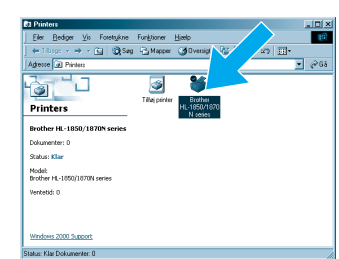 Printers
Filer Rediger Vis Foretrukne Funktioner Hjælp
Tilbage Søg Mapper Oversigt
Adresse Printers Gå
Printers
Tilføj printer
Brother
HL-1850/1870
N series
Brother HL-1850/1870N series
Dokumenter: 0
Status: Klar
Model:
Brother HL-1850/1870N series
Ventetid: 0
Windows 2000 Support
Status: Klar Dokumenter: 0